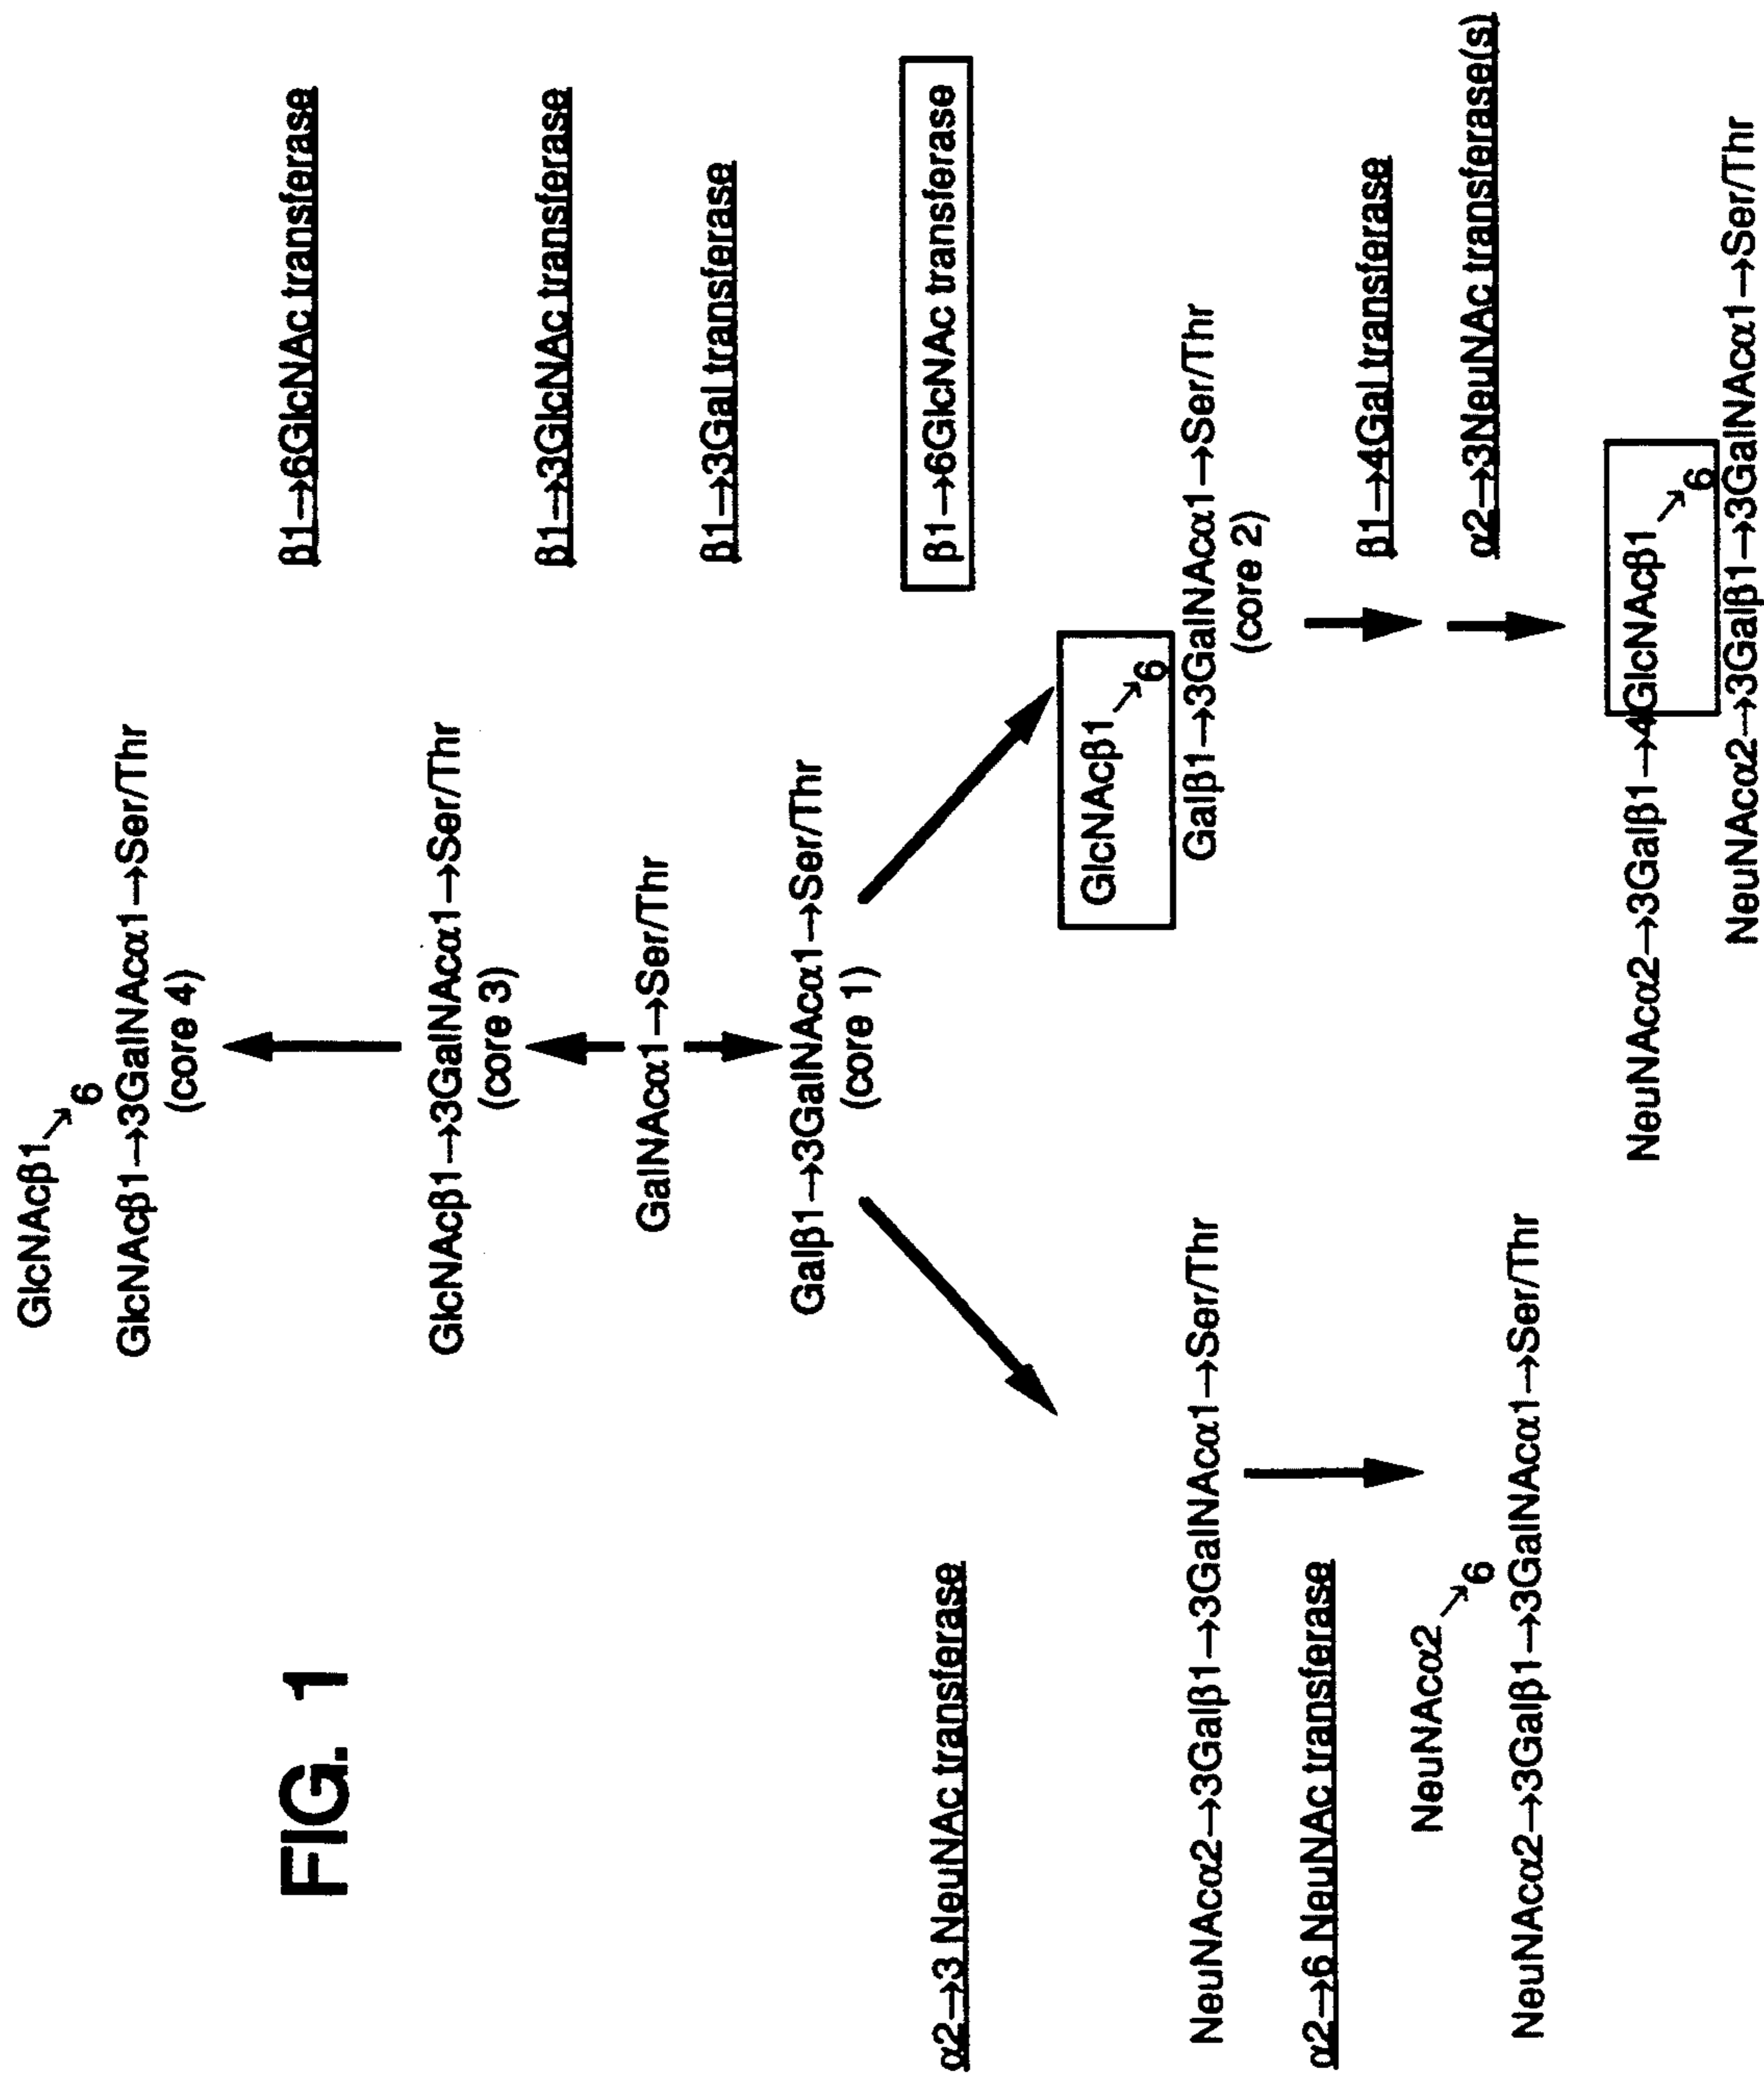 FIG. 1
GlcNAcβ1
→6
GlcNAcβ1→3GalNAcα1→Ser/Thr
(core 4)
β1→6GlcNAc transferase
GlcNAcβ1→3GalNAcα1→Ser/Thr
(core 3)
β1→3GlcNAc transferase
GalNAcα1→Ser/Thr
β1→3Gal transferase
Galβ1→3GalNAcα1→Ser/Thr
(core 1)
α2→3 NeuNAc transferase
β1→6GlcNAc transferase
GlcNAcβ1
→6
Galβ1→3GalNAcα1→Ser/Thr
(core 2)
NeuNAcα2→3Galβ1→3GalNAcα1→Ser/Thr
α2→6 NeuNAc transferase
β1→4Gal transferase
α2→3NeuNAc transferase(s)
NeuNAcα2
→6
NeuNAcα2→3Galβ1→3GalNAcα1→Ser/Thr
NeuNAcα2→3Galβ1→4GlcNAcβ1
→6
NeuNAcα2→3Galβ1→3GalNAcα1→Ser/Thr